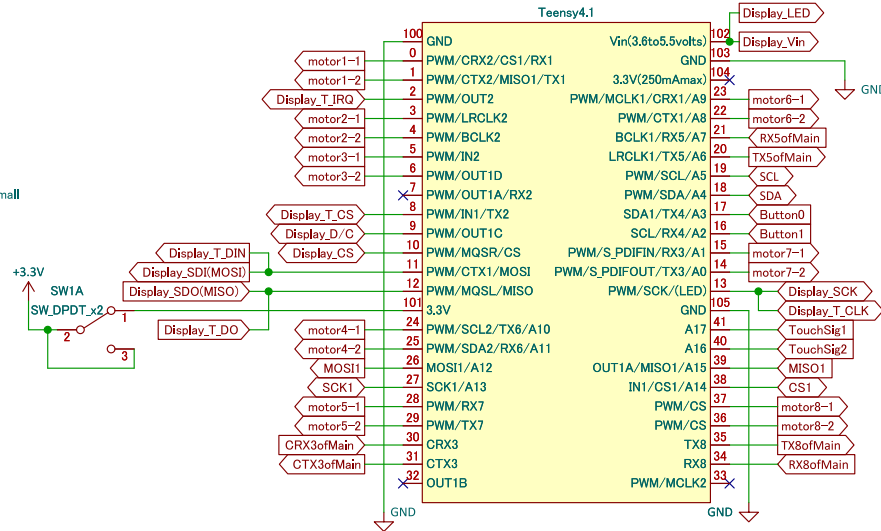 Teensy4.1
100 GND
0 PWM/CRX2/CS1/RX1
1 PWM/CTX2/MISO1/TX1
2 PWM/OUT2
3 PWM/LRCLK2
4 PWM/BCLK2
5 PWM/IN2
6 PWM/OUT1D
7 PWM/OUT1A/RX2
8 PWM/IN1/TX2
9 PWM/OUT1C
10 PWM/MQSR/CS
11 PWM/CTX1/MOSI
12 PWM/MQSL/MISO
101 3.3V
24 PWM/SCL2/TX6/A10
25 PWM/SDA2/RX6/A11
26 MOSI1/A12
27 SCK1/A13
28 PWM/RX7
29 PWM/TX7
30 CRX3
31 CTX3
32 OUT1B
Vin(3.6to5.5volts) 102
GND 103
3.3V(250mAmax) 104
PWM/MCLK1/CRX1/A9 23
PWM/CTX1/A8 22
BCLK1/RX5/A7 21
LRCLK1/TX5/A6 20
PWM/SCL/A5 19
PWM/SDA/A4 18
SDA1/TX4/A3 17
SCL/RX4/A2 16
PWM/S_PDIFIN/RX3/A1 15
PWM/S_PDIFOUT/TX3/A0 14
PWM/SCK/(LED) 13
GND 105
A17 41
A16 40
OUT1A/MISO1/A15 39
IN1/CS1/A14 38
PWM/CS 37
PWM/CS 36
TX8 35
RX8 34
PWM/MCLK2 33
motor1-1
motor1-2
Display_T_IRQ
motor2-1
motor2-2
motor3-1
motor3-2
Display_T_CS
Display_D/C
Display_CS
Display_T_DIN
Display_SDI(MOSI)
Display_SDO(MISO)
Display_T_DO
motor4-1
motor4-2
MOSI1
SCK1
motor5-1
motor5-2
CRX3ofMain
CTX3ofMain
GND
mall
+3.3V
SW1A
SW_DPDT_x2
1
2
3
Display_LED
Display_Vin
GND
motor6-1
motor6-2
RX5ofMain
TX5ofMain
SCL
SDA
Button0
Button1
motor7-1
motor7-2
Display_SCK
Display_T_CLK
TouchSig1
TouchSig2
MISO1
CS1
motor8-1
motor8-2
TX8ofMain
RX8ofMain
GND